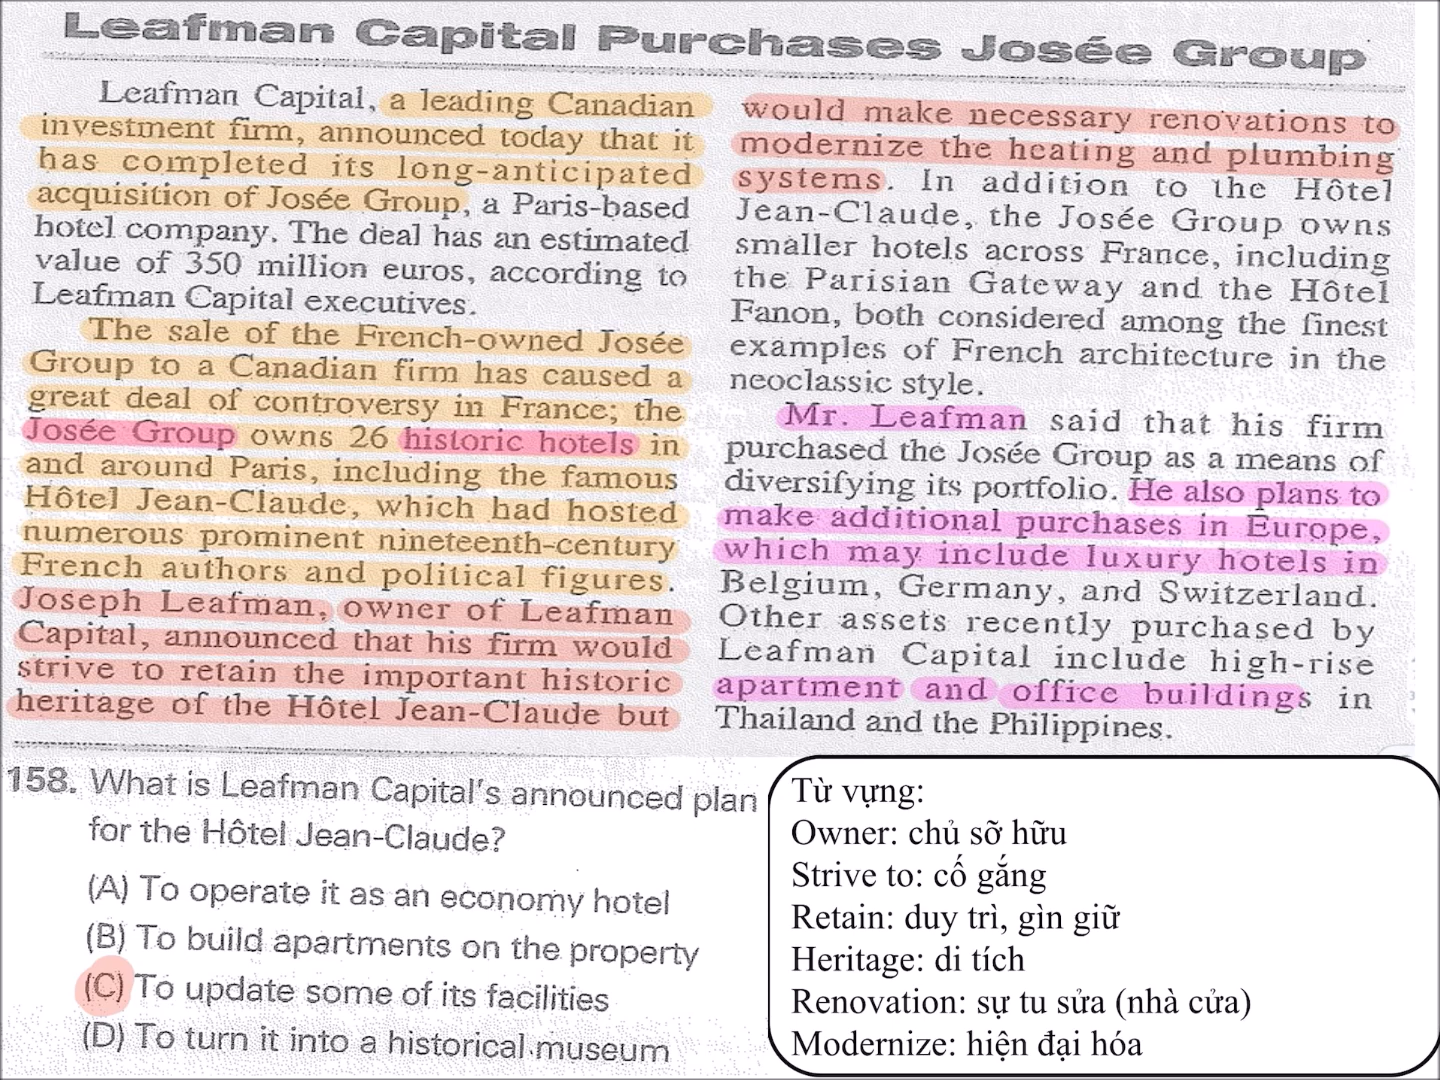 Leafman Capital Purchases Josée Group
Leafman Capital, a leading Canadian
investment firm, announced today that it
has completed its long-anticipated
acquisition of Josée Group, a Paris-based
hotel company. The deal has an estimated
value of 350 million euros, according to
Leafman Capital executives.
The sale of the French-owned Josée
Group to a Canadian firm has caused a
great deal of controversy in France; the
Josée Group owns 26 historic hotels in
and around Paris, including the famous
Hôtel Jean-Claude, which had hosted
numerous prominent nineteenth-century
French authors and political figures.
Joseph Leafman, owner of Leafman
Capital, announced that his firm would
strive to retain the important historic
heritage of the Hôtel Jean-Claude but
would make necessary renovations to
modernize the heating and plumbing
systems. In addition to the Hôtel
Jean-Claude, the Josée Group owns
smaller hotels across France, including
the Parisian Gateway and the Hôtel
Fanon, both considered among the finest
examples of French architecture in the
neoclassic style.
Mr. Leafman said that his firm
purchased the Josée Group as a means of
diversifying its portfolio. He also plans to
make additional purchases in Europe,
which may include luxury hotels in
Belgium, Germany, and Switzerland.
Other assets recently purchased by
Leafman Capital include high-rise
apartment and office buildings in
Thailand and the Philippines.
158. What is Leafman Capital's announced plan
for the Hôtel Jean-Claude?
(A) To operate it as an economy hotel
(B) To build apartments on the property
(C) To update some of its facilities
(D) To turn it into a historical museum
Từ vựng:
Owner: chủ sỡ hữu
Strive to: cố gắng
Retain: duy trì, gìn giữ
Heritage: di tích
Renovation: sự tu sửa (nhà cửa)
Modernize: hiện đại hóa